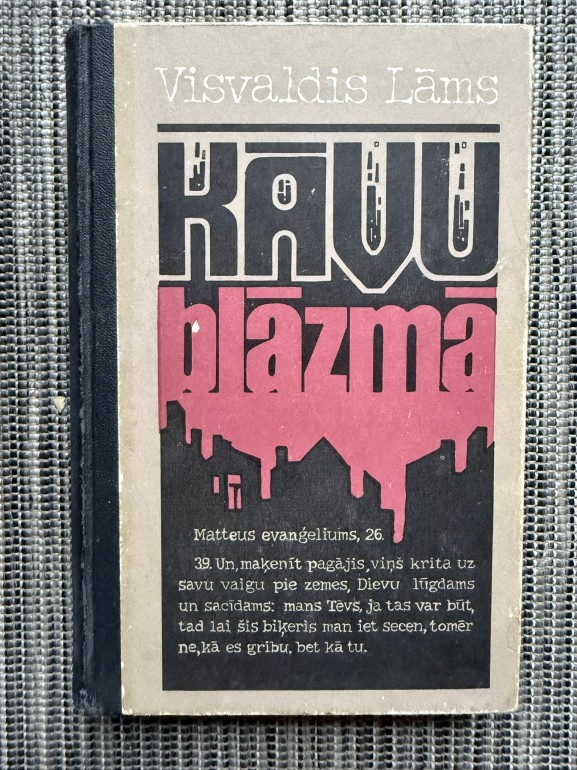 Visvaldis Lāms
KĀVU
blāzmā
Matteus evaņģeliums, 26.
39. Un, maķenīt pagājis, viņš krita uz
savu vaigu pie zemes, Dievu lūgdams
un sacīdams: mans Tēvs, ja tas var būt,
tad lai šis biķeris man iet secen, tomēr
ne, kā es gribu, bet kā tu.